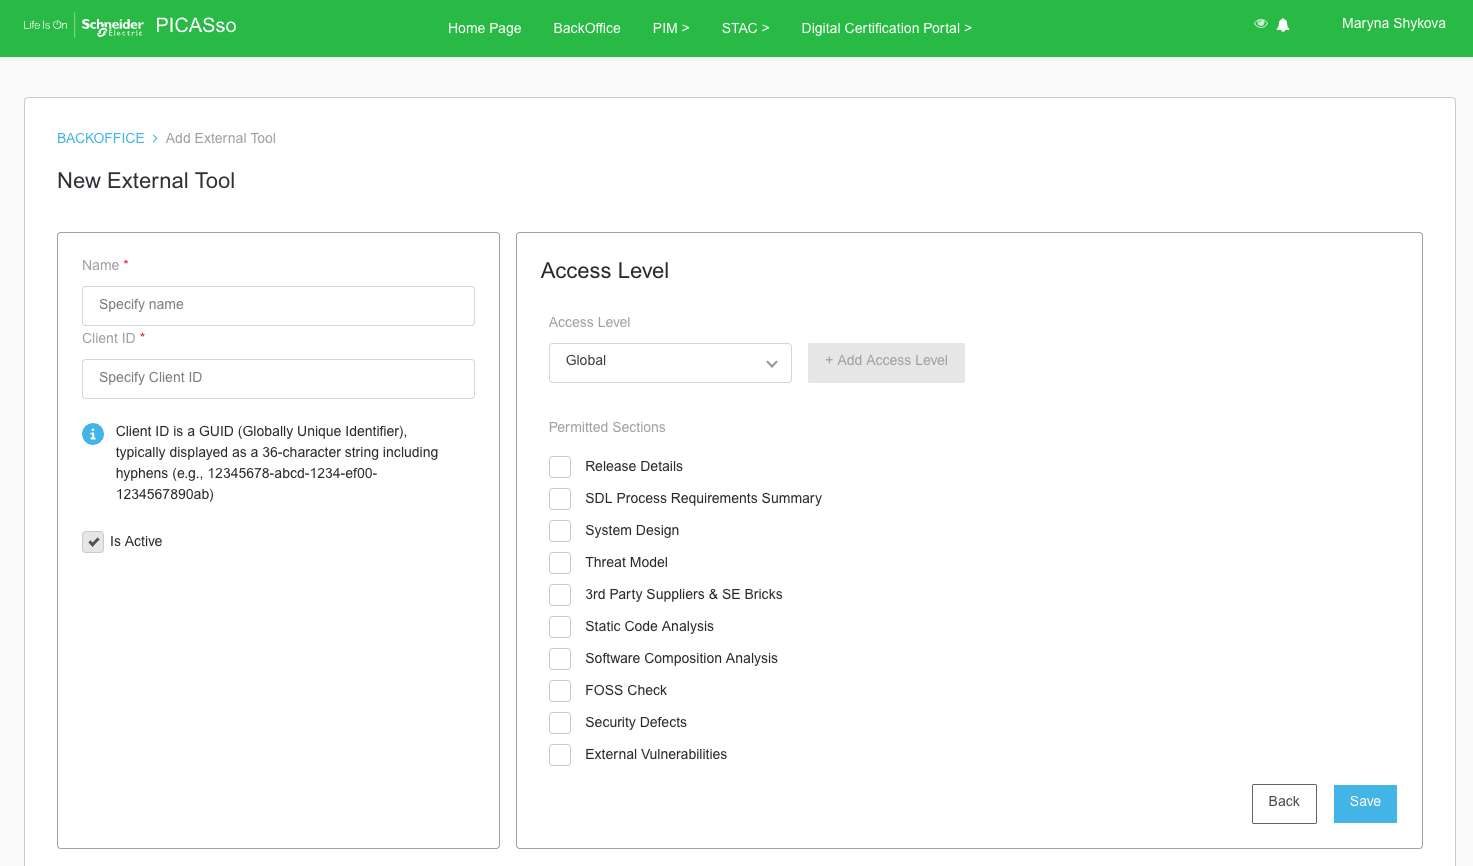 Life Is On | Schneider Electric PICASso
Home Page BackOffice PIM > STAC > Digital Certification Portal >
Maryna Shykova
BACKOFFICE > Add External Tool
New External Tool
Name *
Specify name
Client ID *
Specify Client ID
Client ID is a GUID (Globally Unique Identifier),
typically displayed as a 36-character string including
hyphens (e.g., 12345678-abcd-1234-ef00-
1234567890ab)
Is Active
Access Level
Access Level
Global
+ Add Access Level
Permitted Sections
Release Details
SDL Process Requirements Summary
System Design
Threat Model
3rd Party Suppliers & SE Bricks
Static Code Analysis
Software Composition Analysis
FOSS Check
Security Defects
External Vulnerabilities
Back
Save